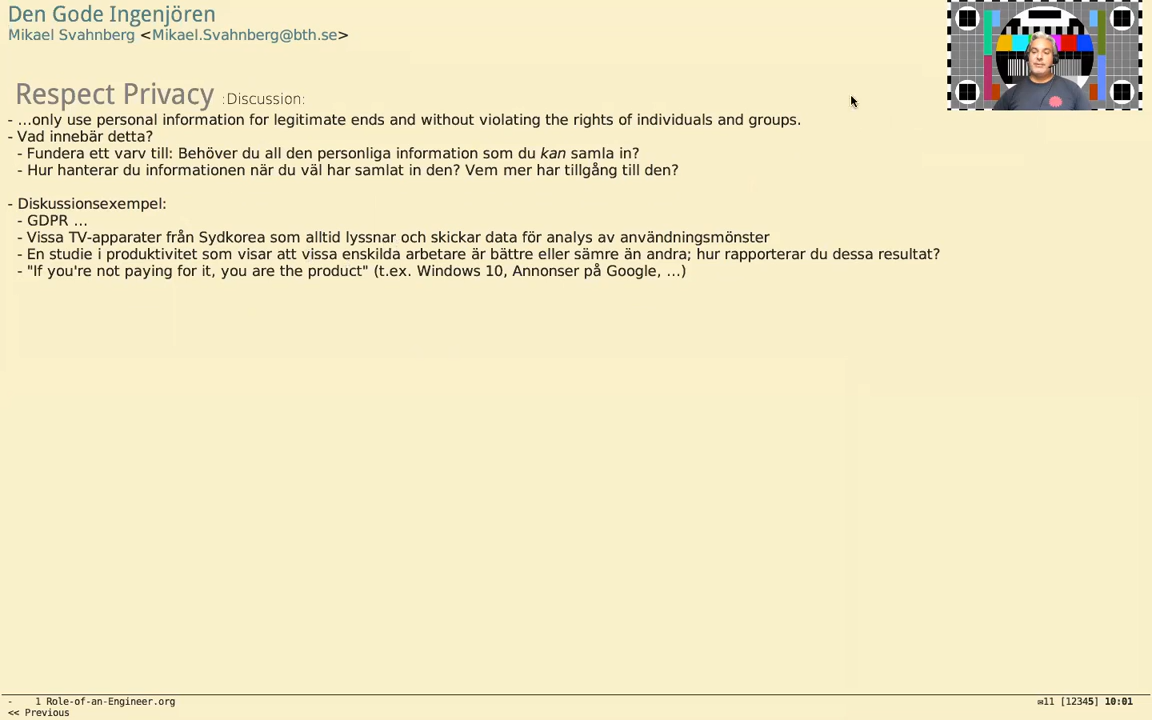 Den Gode Ingenjören
Mikael Svahnberg <Mikael.Svahnberg@bth.se>
Respect Privacy :Discussion:
- ...only use personal information for legitimate ends and without violating the rights of individuals and groups.
- Vad innebär detta?
- Fundera ett varv till: Behöver du all den personliga information som du kan samla in?
- Hur hanterar du informationen när du väl har samlat in den? Vem mer har tillgång till den?
- Diskussionsexempel:
- GDPR ...
- Vissa TV-apparater från Sydkorea som alltid lyssnar och skickar data för analys av användningsmönster
- En studie i produktivitet som visar att vissa enskilda arbetare är bättre eller sämre än andra; hur rapporterar du dessa resultat?
- "If you're not paying for it, you are the product" (t.ex. Windows 10, Annonser på Google, ...)
- 1 Role-of-an-Engineer.org ✉11 [12345] 10:01
<< Previous